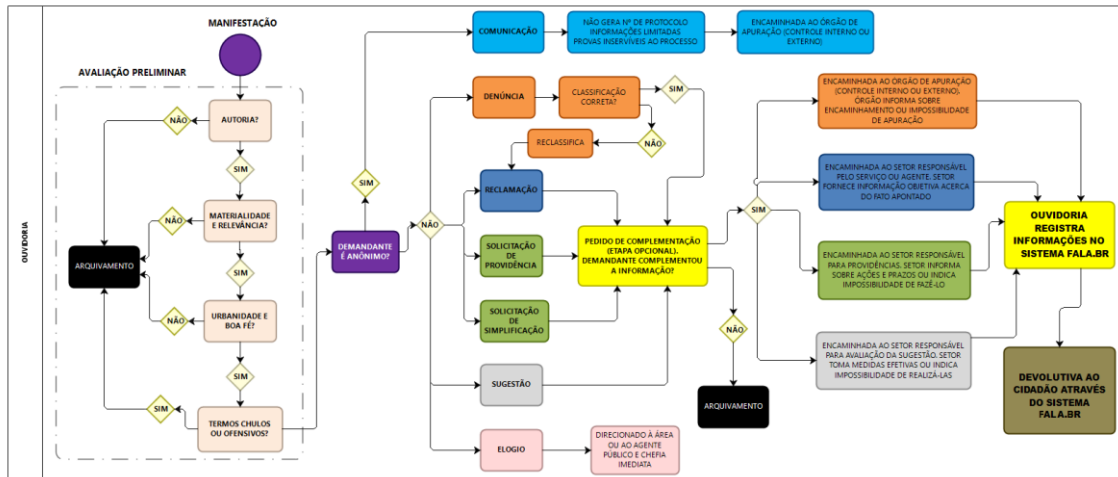 OUVIDORIA
MANIFESTAÇÃO
AVALIAÇÃO PRELIMINAR
AUTORIA?
NÃO
SIM
MATERIALIDADE
E RELEVÂNCIA?
NÃO
ARQUIVAMENTO
SIM
URBANIDADE E
BOA FÉ?
NÃO
SIM
TERMOS CHULOS
OU OFENSIVOS?
SIM
DEMANDANTE
É ANÔNIMO?
SIM
NÃO
COMUNICAÇÃO
NÃO GERA Nº DE PROTOCOLO
INFORMAÇÕES LIMITADAS
PROVAS INSERVÍVEIS AO PROCESSO
ENCAMINHADA AO ÓRGÃO DE
APURAÇÃO (CONTROLE INTERNO OU
EXTERNO)
DENÚNCIA
CLASSIFICAÇÃO
CORRETA?
SIM
NÃO
RECLASSIFICA
RECLAMAÇÃO
SOLICITAÇÃO
DE
PROVIDÊNCIA
SOLICITAÇÃO
DE
SIMPLIFICAÇÃO
SUGESTÃO
ELOGIO
DIRECIONADO À ÁREA
OU AO AGENTE
PÚBLICO E CHEFIA
IMEDIATA
PEDIDO DE COMPLEMENTAÇÃO
(ETAPA OPCIONAL).
DEMANDANTE COMPLEMENTOU
A INFORMAÇÃO?
SIM
NÃO
ARQUIVAMENTO
ENCAMINHADA AO ÓRGÃO DE APURAÇÃO
(CONTROLE INTERNO OU EXTERNO).
ÓRGÃO INFORMA SOBRE
ENCAMINHAMENTO OU IMPOSSIBILIDADE
DE APURAÇÃO
ENCAMINHADA AO SETOR RESPONSÁVEL
PELO SERVIÇO OU AGENTE. SETOR
FORNECE INFORMAÇÃO OBJETIVA ACERCA
DO FATO APONTADO
ENCAMINHADA AO SETOR RESPONSÁVEL
PARA PROVIDÊNCIAS. SETOR INFORMA
SOBRE AÇÕES E PRAZOS OU INDICA
IMPOSSIBILIDADE DE FAZÊ-LO
ENCAMINHADA AO SETOR RESPONSÁVEL
PARA AVALIAÇÃO DA SUGESTÃO. SETOR
TOMA MEDIDAS EFETIVAS OU INDICA
IMPOSSIBILIDADE DE REALIZÁ-LAS
OUVIDORIA
REGISTRA
INFORMAÇÕES NO
SISTEMA FALA.BR
DEVOLUTIVA AO
CIDADÃO ATRAVÉS
DO SISTEMA
FALA.BR